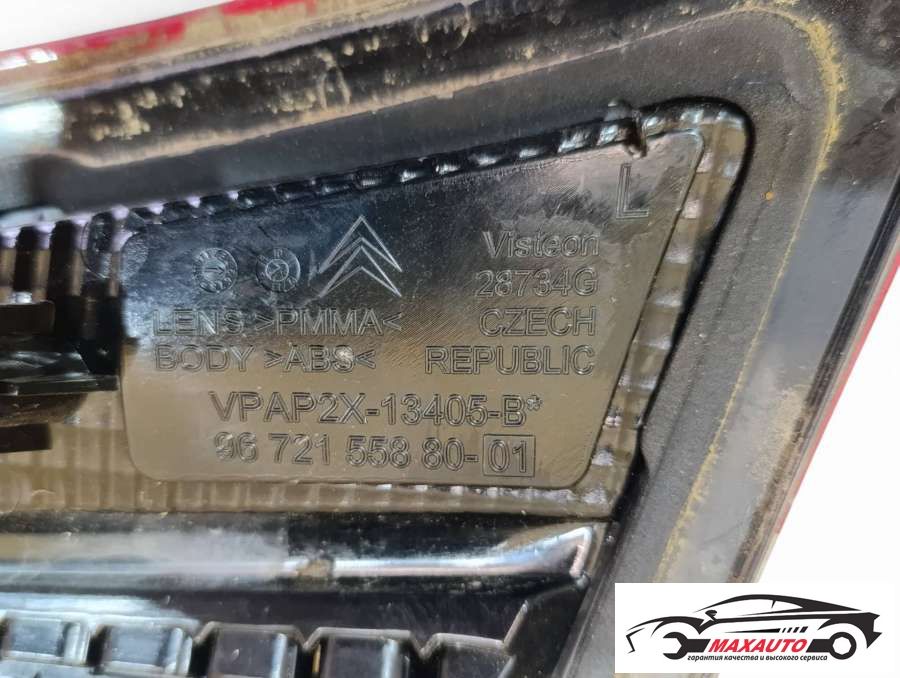 L
Visteon
28734G
LENS >PMMA< CZECH
BODY >ABS< REPUBLIC
VPAP2X-13405-B*
96 721 558 80-01
MAXAUTO
гарантия качества и высокого сервиса